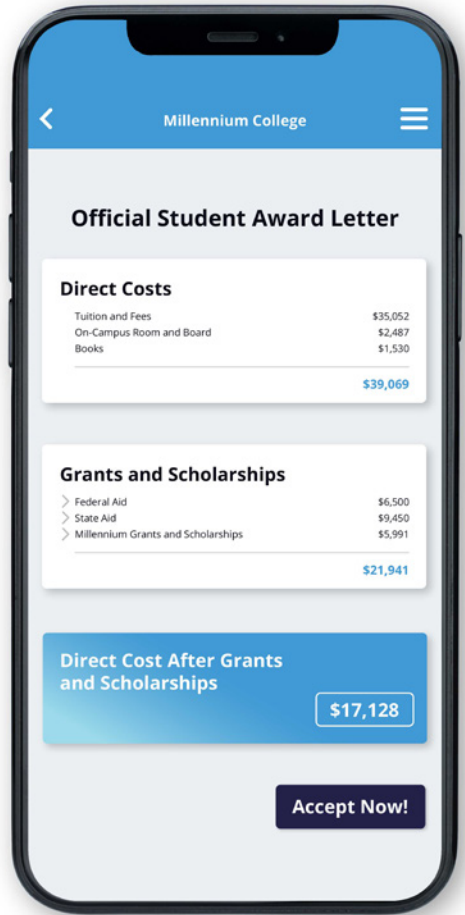 Millennium College
Official Student Award Letter
Direct Costs
Tuition and Fees $35,052
On-Campus Room and Board $2,487
Books $1,530
$39,069
Grants and Scholarships
Federal Aid $6,500
State Aid $9,450
Millennium Grants and Scholarships $5,991
$21,941
Direct Cost After Grants
and Scholarships
$17,128
Accept Now!